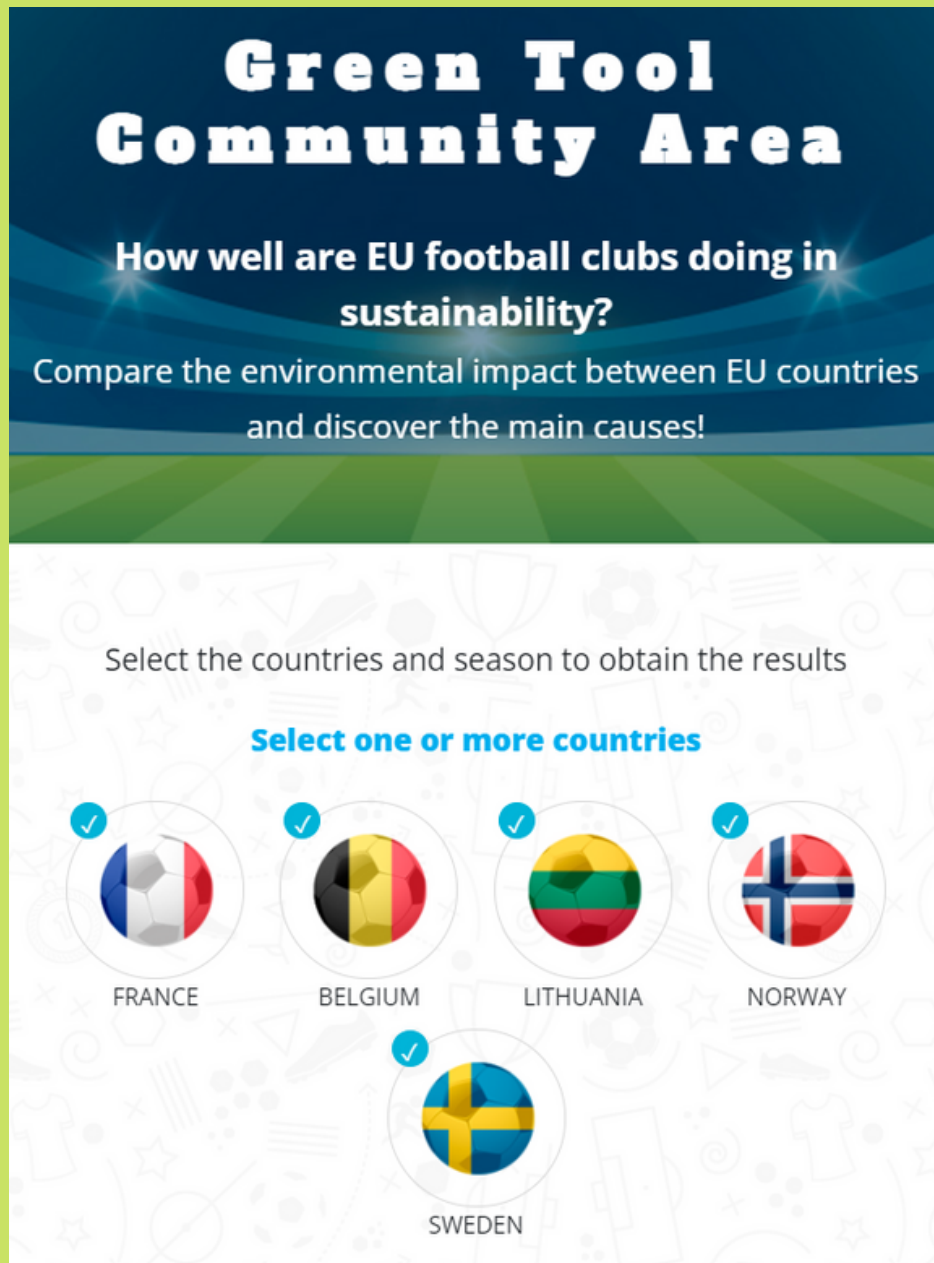 Green Tool
Community Area
How well are EU football clubs doing in
sustainability?
Compare the environmental impact between EU countries
and discover the main causes!
Select the countries and season to obtain the results
Select one or more countries
FRANCE
BELGIUM
LITHUANIA
NORWAY
SWEDEN